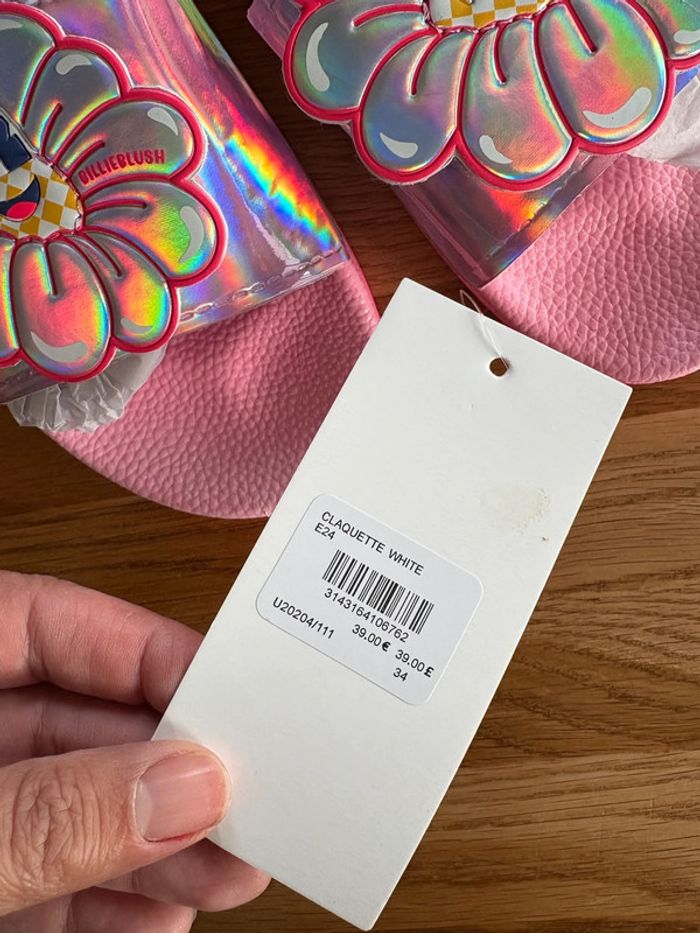 BILLIEBLUSH
CLAQUETTE WHITE
E24
3143164106762
U20204/111 39.00€ 39.00£
34